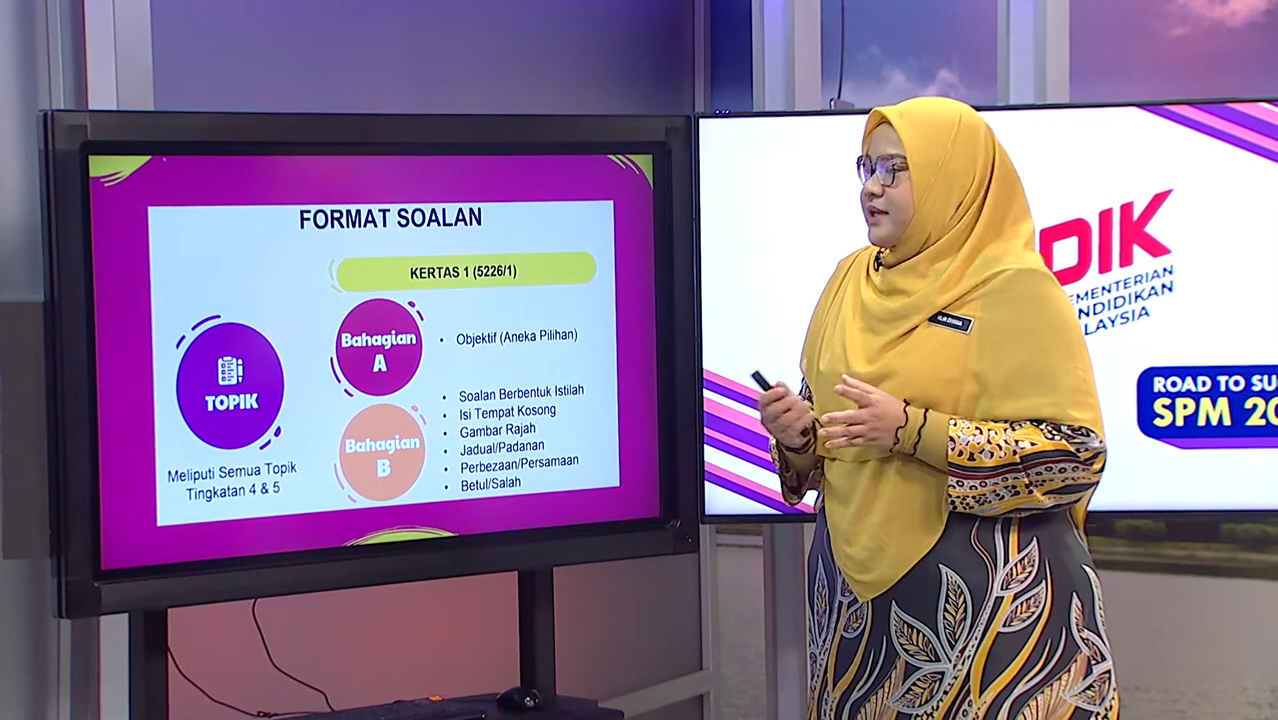 FORMAT SOALAN
KERTAS 1 (5226/1)
TOPIK
Meliputi Semua Topik
Tingkatan 4 & 5
Bahagian
A
• Objektif (Aneka Pilihan)
Bahagian
B
• Soalan Berbentuk Istilah
• Isi Tempat Kosong
• Gambar Rajah
• Jadual/Padanan
• Perbezaan/Persamaan
• Betul/Salah
DIK
EMENTERIAN
NDIDIKAN
LAYSIA
ROAD TO SU
SPM 20